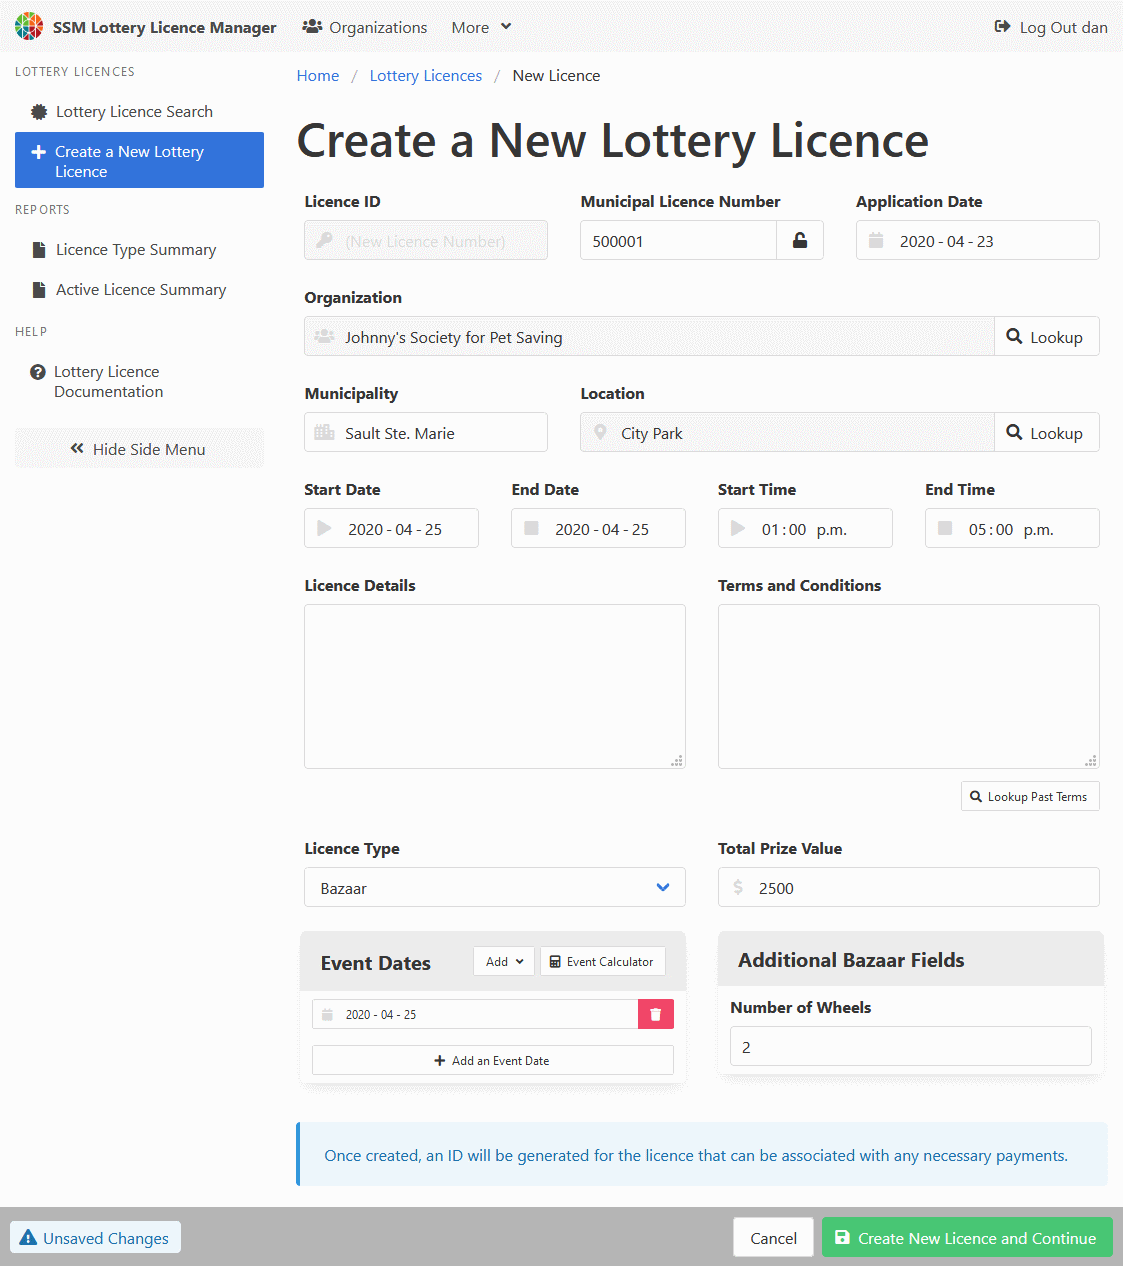 SSM Lottery Licence Manager
Organizations
More
Log Out dan
LOTTERY LICENCES
Lottery Licence Search
Create a New Lottery
Licence
REPORTS
Licence Type Summary
Active Licence Summary
HELP
Lottery Licence
Documentation
Hide Side Menu
Home / Lottery Licences / New Licence
Create a New Lottery Licence
Licence ID
Municipal Licence Number
Application Date
(New Licence Number)
500001
2020 - 04 - 23
Organization
Johnny's Society for Pet Saving
Lookup
Municipality
Location
Sault Ste. Marie
City Park
Lookup
Start Date
End Date
Start Time
End Time
2020 - 04 - 25
2020 - 04 - 25
01 : 00 p.m.
05 : 00 p.m.
Licence Details
Terms and Conditions
Lookup Past Terms
Licence Type
Total Prize Value
Bazaar
$ 2500
Event Dates
Add
Event Calculator
2020 - 04 - 25
Add an Event Date
Additional Bazaar Fields
Number of Wheels
2
Once created, an ID will be generated for the licence that can be associated with any necessary payments.
Unsaved Changes
Cancel
Create New Licence and Continue